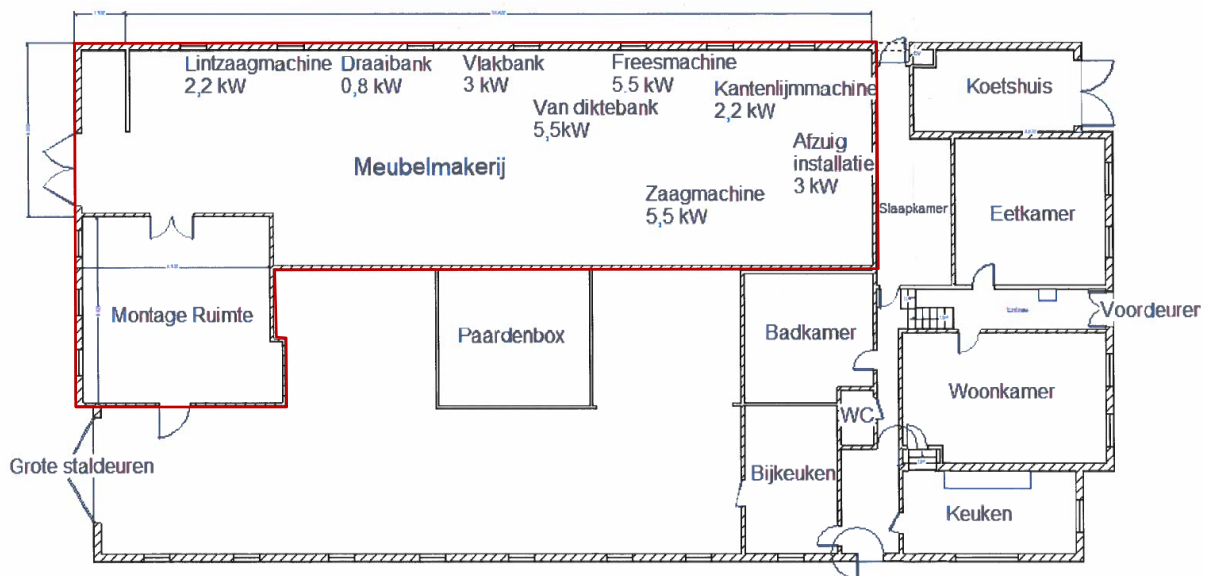 Lintzaagmachine
2,2 kW
Draaibank
0,8 kW
Vlakbank
3 kW
Freesmachine
5.5 kW
Van diktebank
5,5kW
Kantenlijmmachine
2,2 kW
Koetshuis
Afzuig
installatie
3 kW
Meubelmakerij
Zaagmachine
5,5 kW
Slaapkamer
Eetkamer
Montage Ruimte
Paardenbox
Badkamer
Voordeuren
Woonkamer
WC
Grote staldeuren
Bijkeuken
Keuken